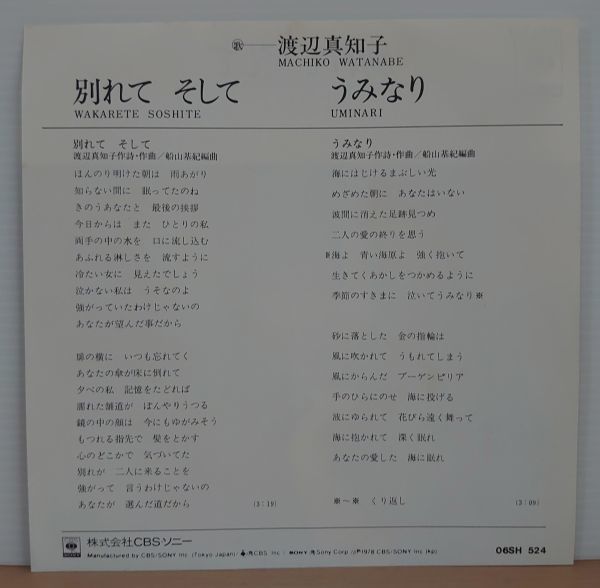 歌——渡辺真知子
MACHIKO WATANABE
別れて そして
WAKARETE SOSHITE
うみなり
UMINARI
別れて そして
渡辺真知子作詩・作曲/船山基紀編曲
ほんのり明けた朝は 雨あがり
知らない間に 眠ってたのね
きのうあなたと 最後の挨拶
今日からは また ひとりの私
両手の中の水を 口に流し込む
あふれる淋しさを 流すように
冷たい女に 見えたでしょう
泣かない私は うそなのよ
強がっていたわけじゃないの
あなたが望んだ事だから
扉の横に いつも忘れてく
あなたの傘が床に倒れて
夕べの私 記憶をたどれば
濡れた舗道が ぼんやりうつる
鏡の中の顔は 今にもゆがみそう
もつれる指先で 髪をとかす
心のどこかで 気づいてた
別れが 二人に来ることを
強がって 言うわけじゃないの
あなたが 選んだ道だから
(3:19)
うみなり
渡辺真知子作詩・作曲/船山基紀編曲
海にはじけるまぶしい光
めざめた朝に あなたはいない
波間に消えた足跡見つめ
二人の愛の終りを思う
※海よ 青い海原よ 強く抱いて
生きてくあかしをつかめるように
季節のすきまに 泣いてうみなり※
砂に落とした 金の指輪は
風に吹かれて うもれてしまう
風にからんだ ブーゲンビリア
手のひらにのせ 海に投げる
波にゆられて 花びら遠く舞って
海に抱かれて 深く眠れ
あなたの愛した 海に眠れ
※〜※ くり返し
(3:09)
SONY
株式会社CBSソニー
Manufactured by CBS/SONY Inc. (Tokyo, Japan)/
CBS Inc.
SONY
Sony Corp.
℗1978 CBS/SONY Inc.
06SH 524